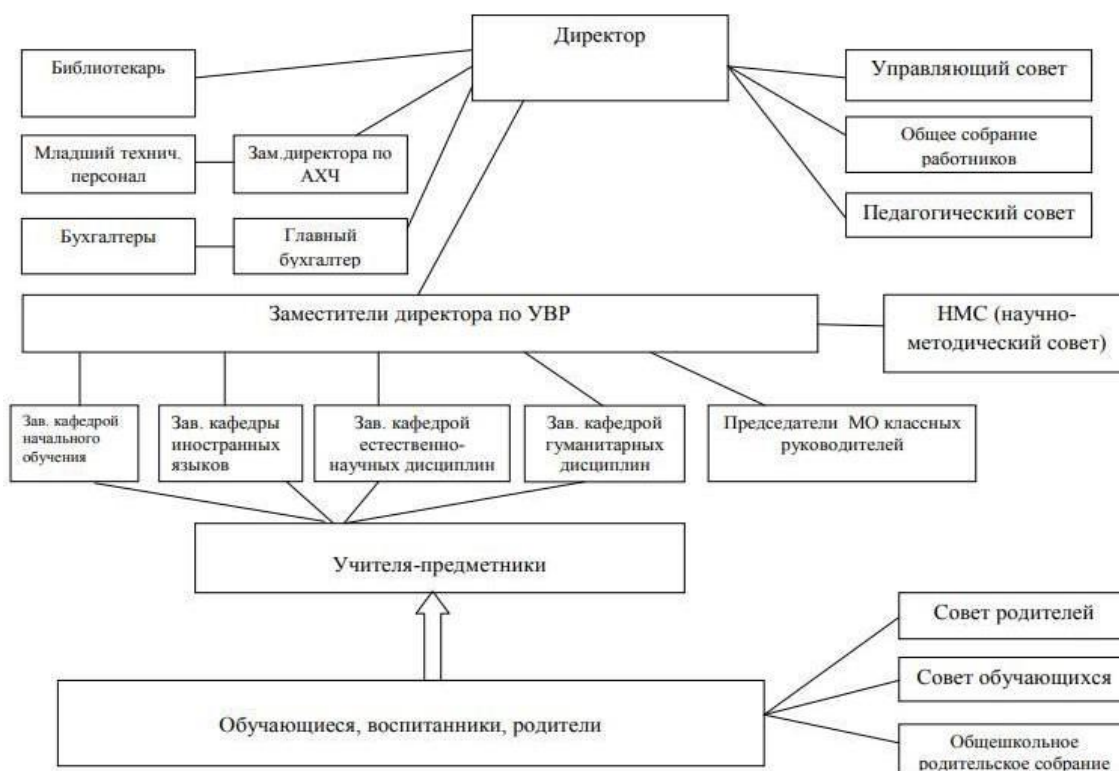 Директор
Библиотекарь
Управляющий совет
Младший технич.
персонал
Зам.директора по
АХЧ
Общее собрание
работников
Педагогический совет
Бухгалтеры
Главный
бухгалтер
Заместители директора по УВР
НМС (научно-
методический совет)
Зав. кафедрой
начального
обучения
Зав. кафедры
иностранных
языков
Зав. кафедрой
естественно-
научных дисциплин
Зав. кафедрой
гуманитарных
дисциплин
Председатели МО классных
руководителей
Учителя-предметники
Совет родителей
Совет обучающихся
Обучающиеся, воспитанники, родители
Общешкольное
родительское собрание